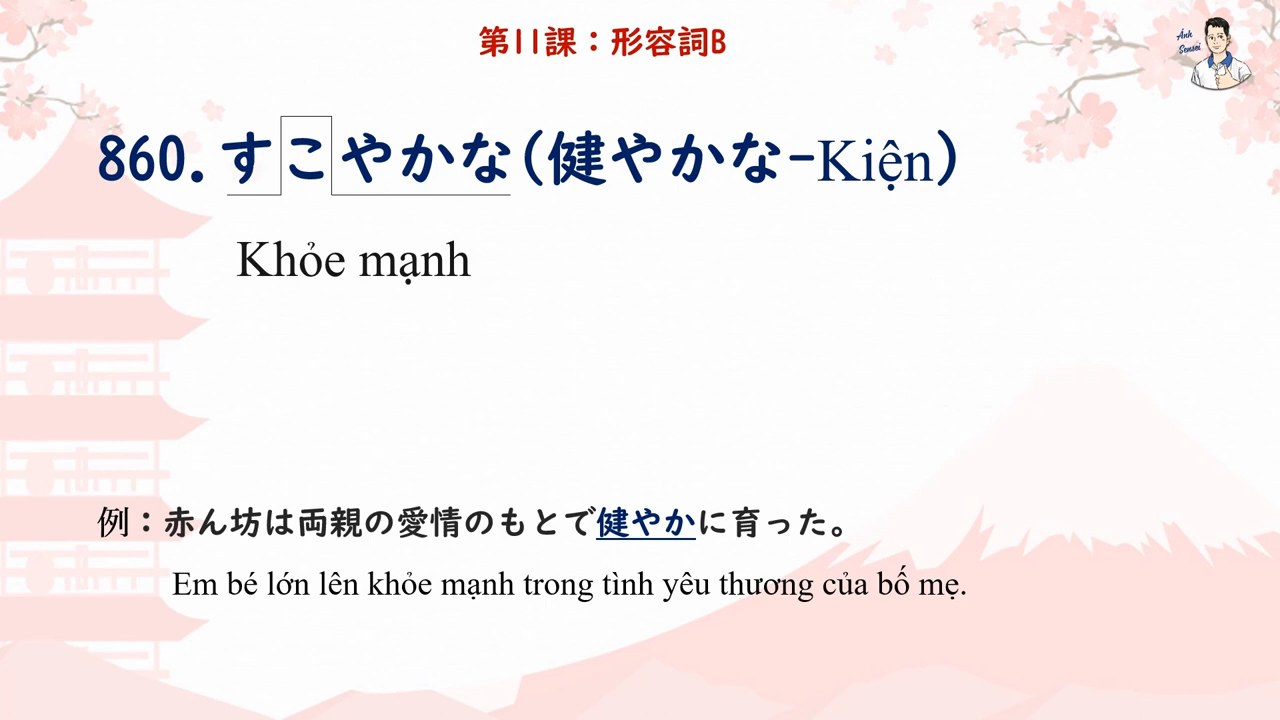 第11課：形容詞B
Anh
Sensei
860. すこやかな(健やかな-Kiện)
Khỏe mạnh
例：赤ん坊は両親の愛情のもとで健やかに育った。
Em bé lớn lên khỏe mạnh trong tình yêu thương của bố mẹ.